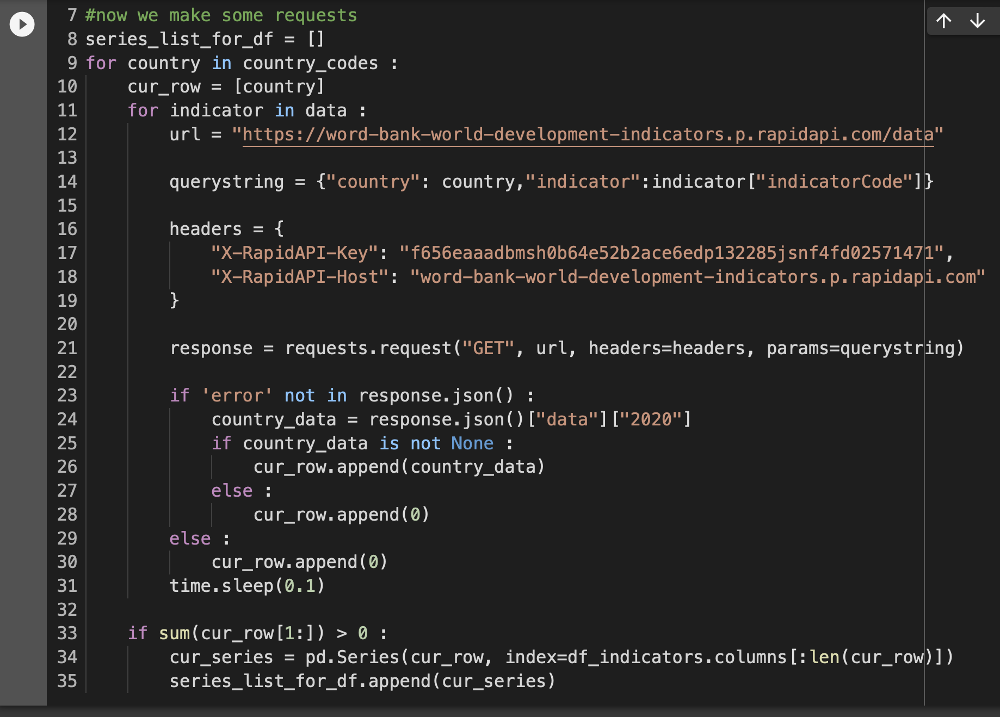 7 #now we make some requests
8 series_list_for_df = []
9 for country in country_codes :
10     cur_row = [country]
11     for indicator in data :
12         url = "https://word-bank-world-development-indicators.p.rapidapi.com/data"
13
14         querystring = {"country": country,"indicator":indicator["indicatorCode"]}
15
16         headers = {
17             "X-RapidAPI-Key": "f656eaaadbmsh0b64e52b2ace6edp132285jsnf4fd02571471",
18             "X-RapidAPI-Host": "word-bank-world-development-indicators.p.rapidapi.com"
19         }
20
21         response = requests.request("GET", url, headers=headers, params=querystring)
22
23         if 'error' not in response.json() :
24             country_data = response.json()["data"]["2020"]
25             if country_data is not None :
26                 cur_row.append(country_data)
27             else :
28                 cur_row.append(0)
29         else :
30             cur_row.append(0)
31         time.sleep(0.1)
32
33     if sum(cur_row[1:]) > 0 :
34         cur_series = pd.Series(cur_row, index=df_indicators.columns[:len(cur_row)])
35         series_list_for_df.append(cur_series)